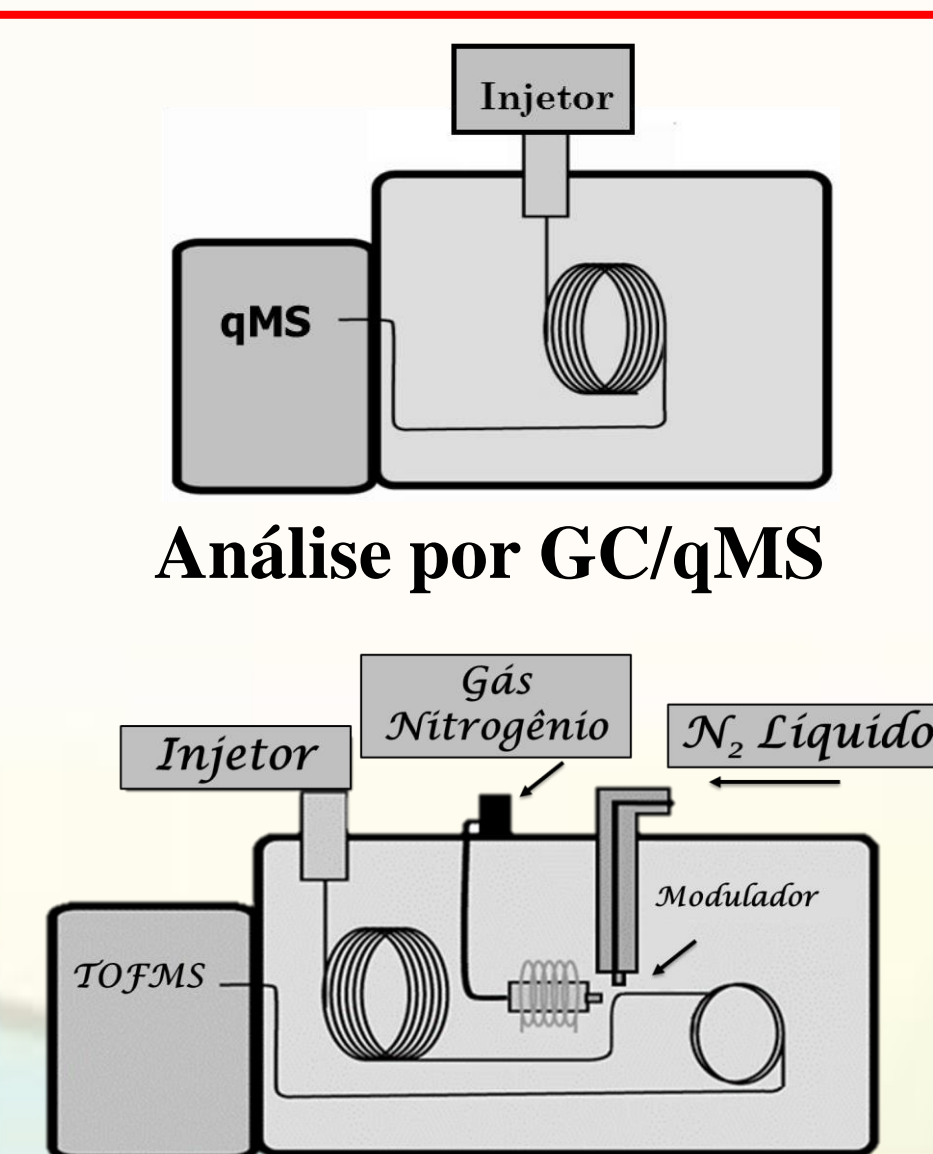 Injetor
qMS
Análise por GC/qMS
Gás
Nitrogênio
N₂ Líquido
Injetor
Modulador
TOFMS